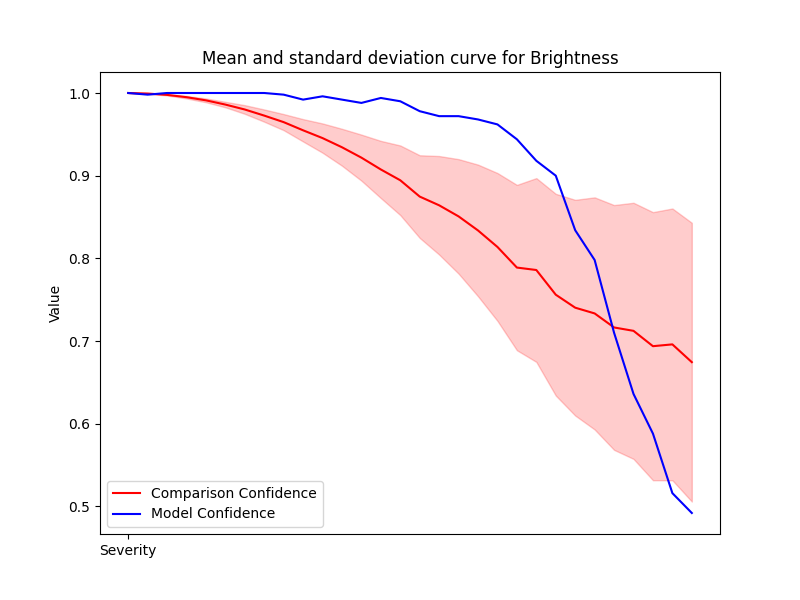 Mean and standard deviation curve for Brightness
1.0
0.9
0.8
0.7
0.6
0.5
Value
Comparison Confidence
Model Confidence
Severity